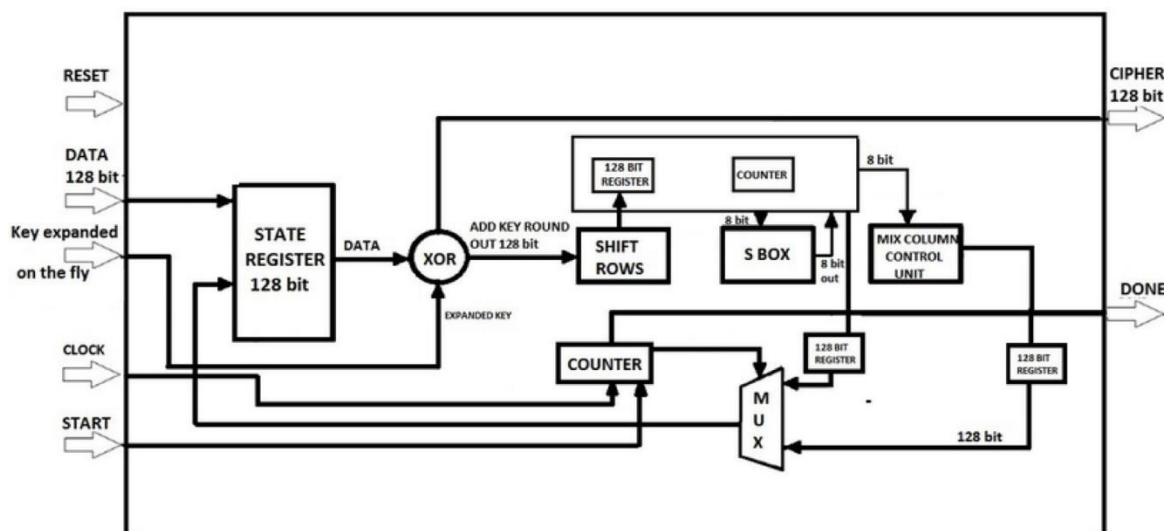 RESET
DATA
128 bit
Key expanded
on the fly
CLOCK
START
STATE
REGISTER
128 bit
DATA
XOR
ADD KEY ROUND
OUT 128 bit
EXPANDED KEY
128 BIT
REGISTER
COUNTER
SHIFT
ROWS
8 bit
S BOX
8 bit
out
8 bit
MIX COLUMN
CONTROL
UNIT
COUNTER
128 BIT
REGISTER
128 BIT
REGISTER
M
U
X
128 bit
CIPHER
128 bit
DONE